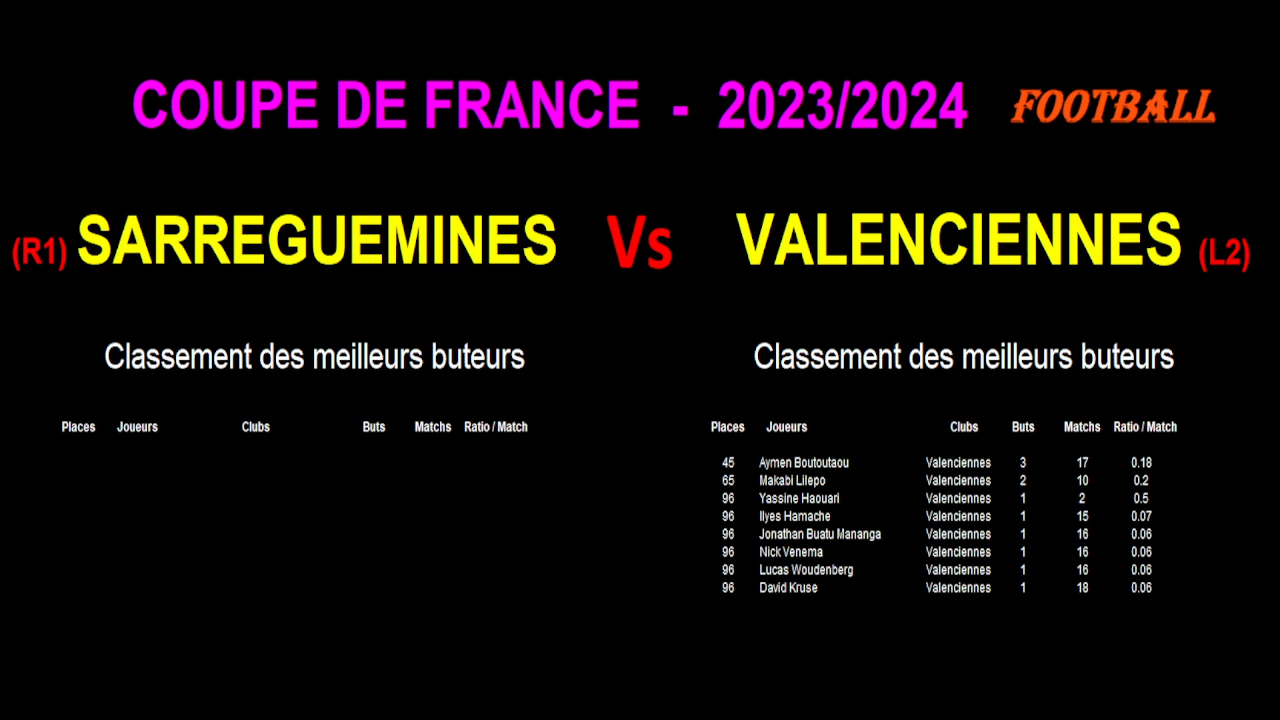 COUPE DE FRANCE - 2023/2024 FOOTBALL
(R1) SARREGUEMINES Vs VALENCIENNES (L2)
Classement des meilleurs buteurs
Places Joueurs Clubs Buts Matchs Ratio / Match
Classement des meilleurs buteurs
Places Joueurs Clubs Buts Matchs Ratio / Match
45 Aymen Boutoutaou Valenciennes 3 17 0.18
65 Makabi Lilepo Valenciennes 2 10 0.2
96 Yassine Haouari Valenciennes 1 2 0.5
96 Ilyes Hamache Valenciennes 1 15 0.07
96 Jonathan Buatu Mananga Valenciennes 1 16 0.06
96 Nick Venema Valenciennes 1 16 0.06
96 Lucas Woudenberg Valenciennes 1 16 0.06
96 David Kruse Valenciennes 1 18 0.06